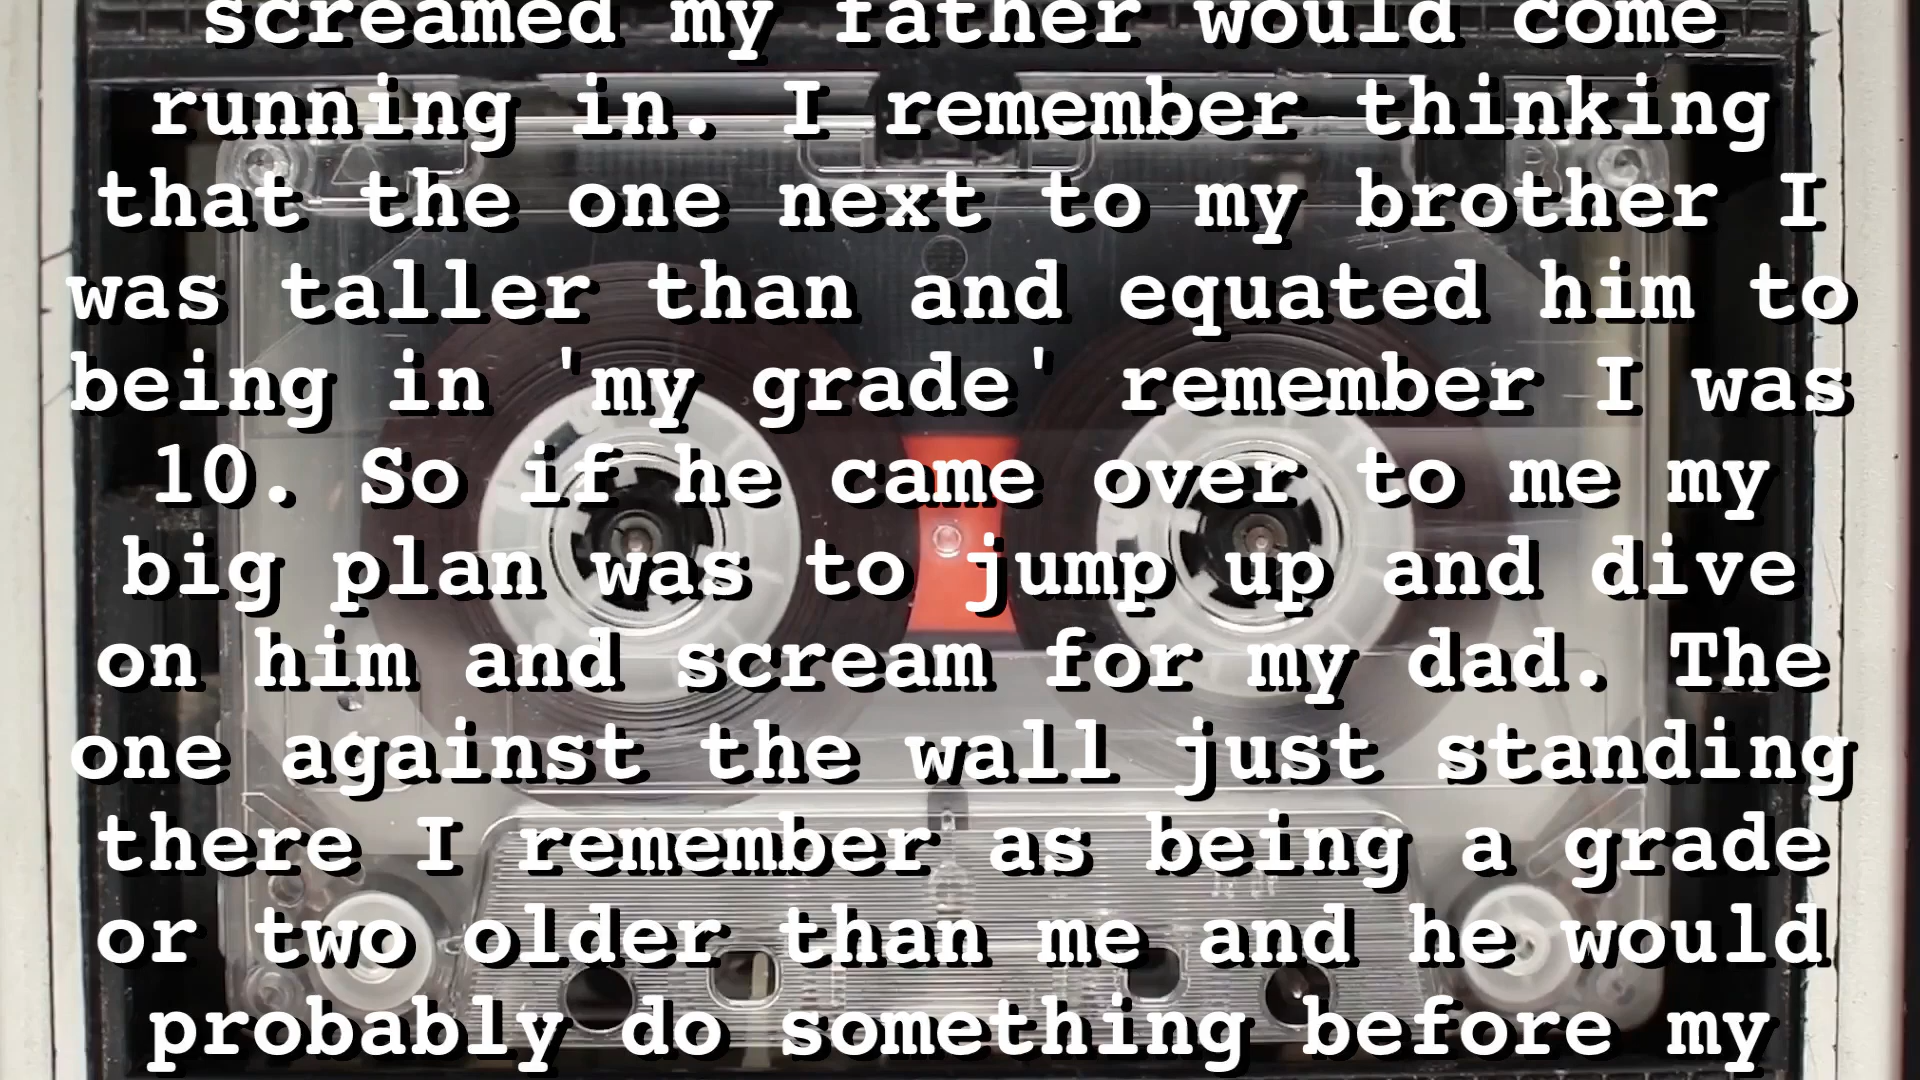 screamed my father would come
running in. I remember thinking
that the one next to my brother I
was taller than and equated him to
being in 'my grade' remember I was
10. So if he came over to me my
big plan was to jump up and dive
on him and scream for my dad. The
one against the wall just standing
there I remember as being a grade
or two older than me and he would
probably do something before my